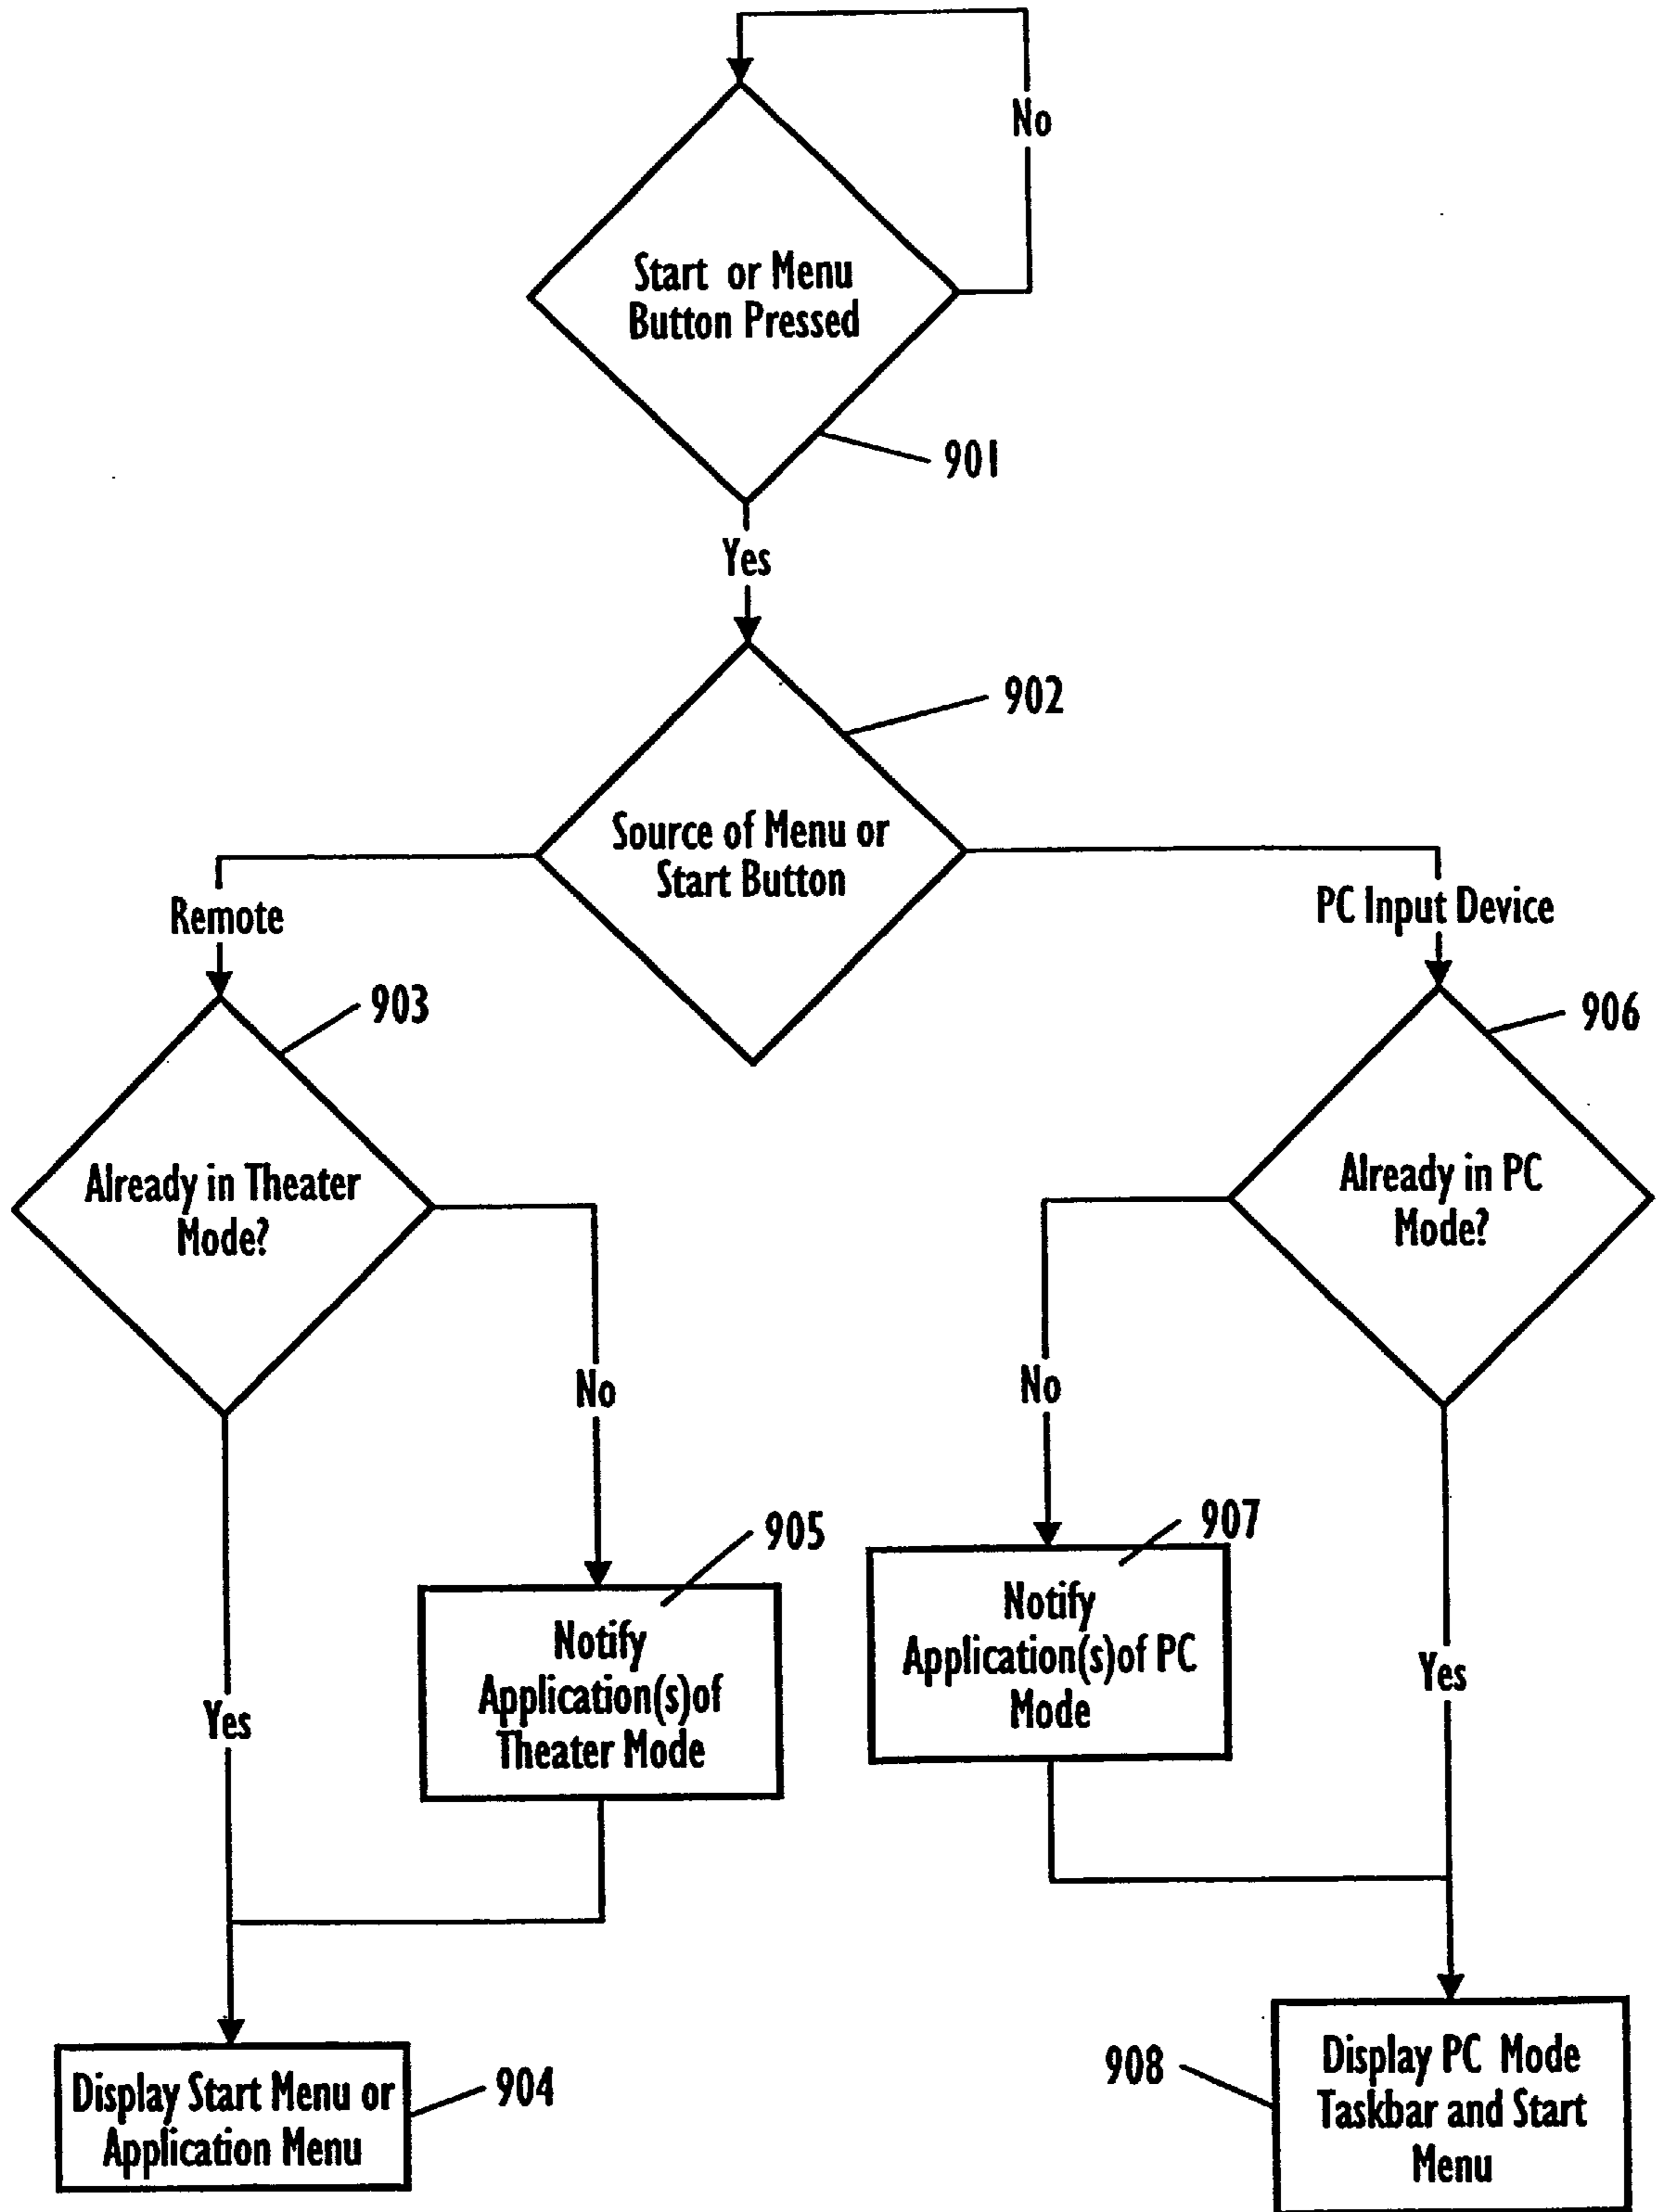 No
Start or Menu
Button Pressed
901
Yes
902
Source of Menu or
Start Button
Remote
PC Input Device
903
906
Already in Theater
Mode?
Already in PC
Mode?
No
No
905
907
Notify
Application(s)of
Theater Mode
Notify
Application(s)of PC
Mode
Yes
Yes
Display Start Menu or
Application Menu
904
908
Display PC Mode
Taskbar and Start
Menu